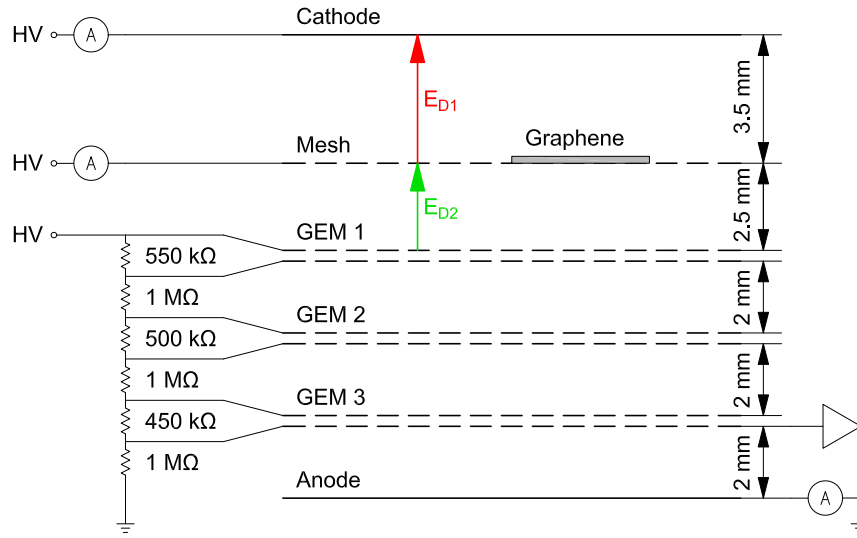 Cathode
HV
A
E_D1
3.5 mm
Graphene
Mesh
HV
A
E_D2
2.5 mm
HV
GEM 1
550 kΩ
1 MΩ
2 mm
GEM 2
500 kΩ
1 MΩ
2 mm
GEM 3
450 kΩ
1 MΩ
2 mm
Anode
A